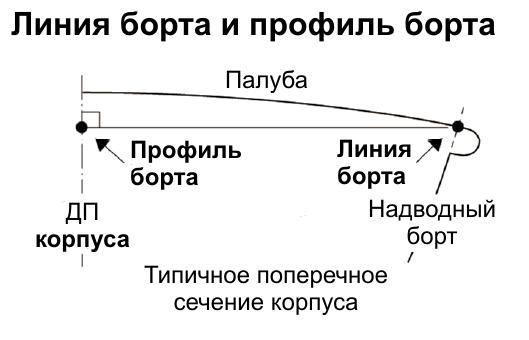 Линия борта и профиль борта
Палуба
Профиль
борта
Линия
борта
ДП
корпуса
Надводный
борт
Типичное поперечное
сечение корпуса